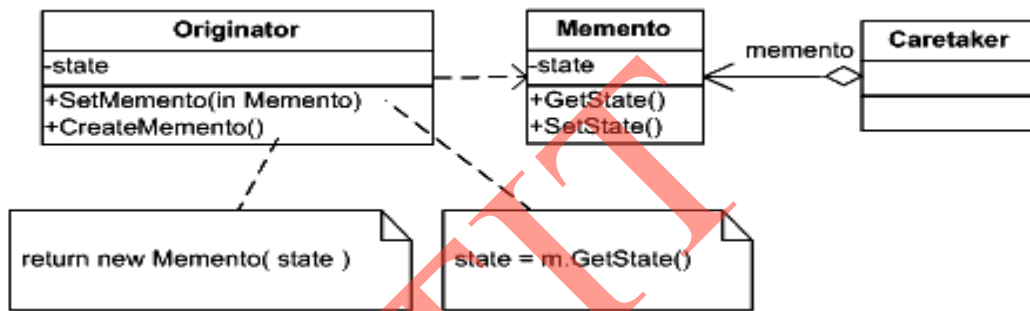 Originator
-state
+SetMemento(in Memento)
+CreateMemento()
Memento
-state
+GetState()
+SetState()
memento
Caretaker
return new Memento( state )
state = m.GetState()